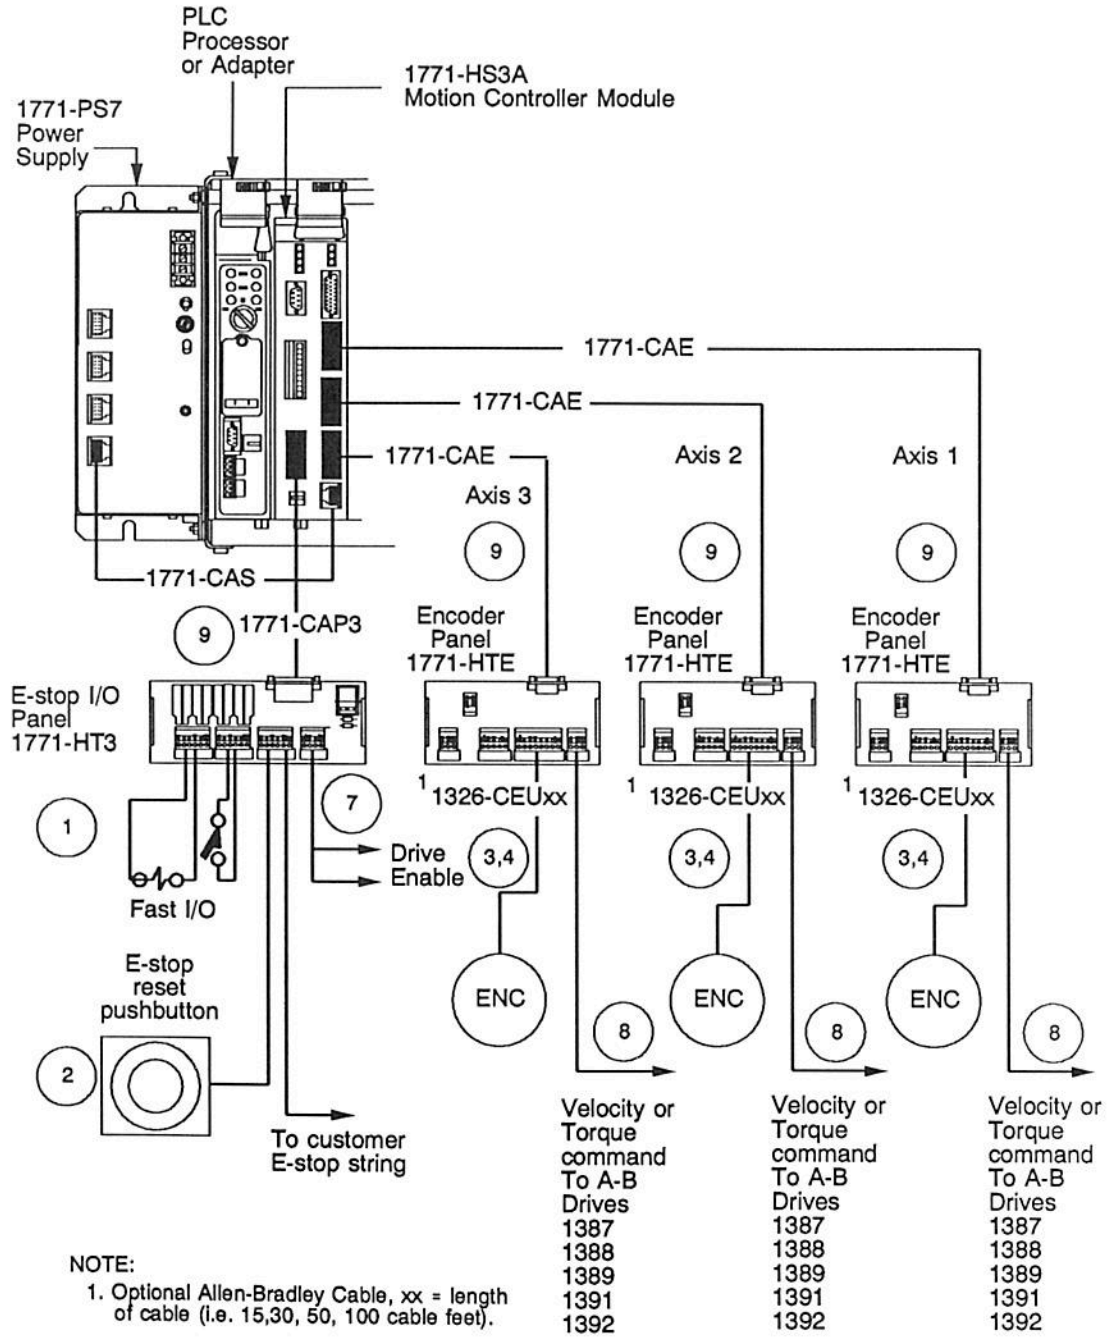 PLC
Processor
or Adapter
1771-HS3A
Motion Controller Module
1771-PS7
Power
Supply
1771-CAE
1771-CAE
1771-CAE
Axis 3
Axis 2
Axis 1
9
9
9
1771-CAS
9
1771-CAP3
Encoder
Panel
1771-HTE
Encoder
Panel
1771-HTE
Encoder
Panel
1771-HTE
E-stop I/O
Panel
1771-HT3
1
7
Fast I/O
Drive
Enable
1 1326-CEUxx
1 1326-CEUxx
1 1326-CEUxx
3,4
3,4
3,4
ENC
ENC
ENC
E-stop
reset
pushbutton
2
8
8
8
To customer
E-stop string
Velocity or
Torque
command
To A-B
Drives
1387
1388
1389
1391
1392
Velocity or
Torque
command
To A-B
Drives
1387
1388
1389
1391
1392
Velocity or
Torque
command
To A-B
Drives
1387
1388
1389
1391
1392
NOTE:
1. Optional Allen-Bradley Cable, xx = length
of cable (i.e. 15,30, 50, 100 cable feet).